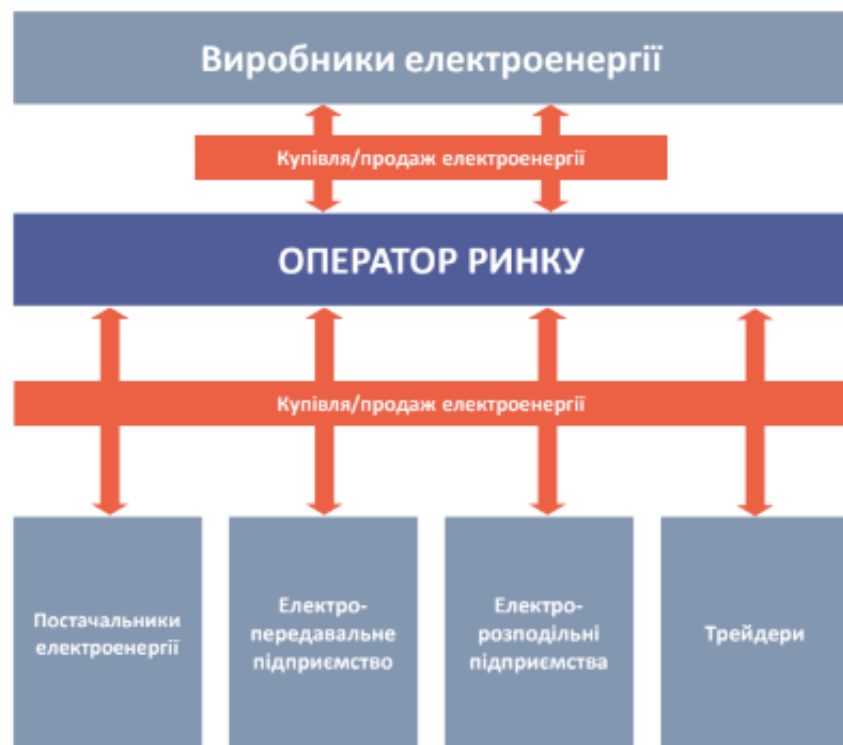 Виробники електроенергії
Купівля/продаж електроенергії
ОПЕРАТОР РИНКУ
Купівля/продаж електроенергії
Постачальники
електроенергії
Електро-
передавальне
підприємство
Електро-
розподільні
підприємства
Трейдери